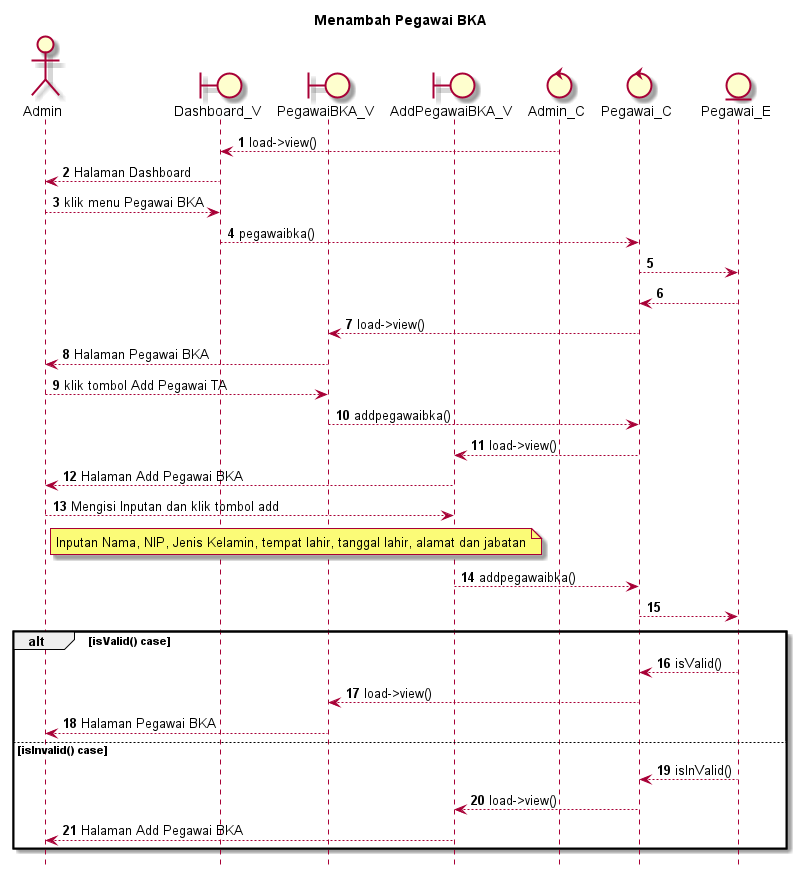 Menambah Pegawai BKA
Admin
Dashboard_V
PegawaiBKA_V
AddPegawaiBKA_V
Admin_C
Pegawai_C
Pegawai_E
1 load->view()
2 Halaman Dashboard
3 klik menu Pegawai BKA
4 pegawaibka()
5
6
7 load->view()
8 Halaman Pegawai BKA
9 klik tombol Add Pegawai TA
10 addpegawaibka()
11 load->view()
12 Halaman Add Pegawai BKA
13 Mengisi Inputan dan klik tombol add
Inputan Nama, NIP, Jenis Kelamin, tempat lahir, tanggal lahir, alamat dan jabatan
14 addpegawaibka()
15
alt [isValid() case]
16 isValid()
17 load->view()
18 Halaman Pegawai BKA
[isInvalid() case]
19 isInValid()
20 load->view()
21 Halaman Add Pegawai BKA